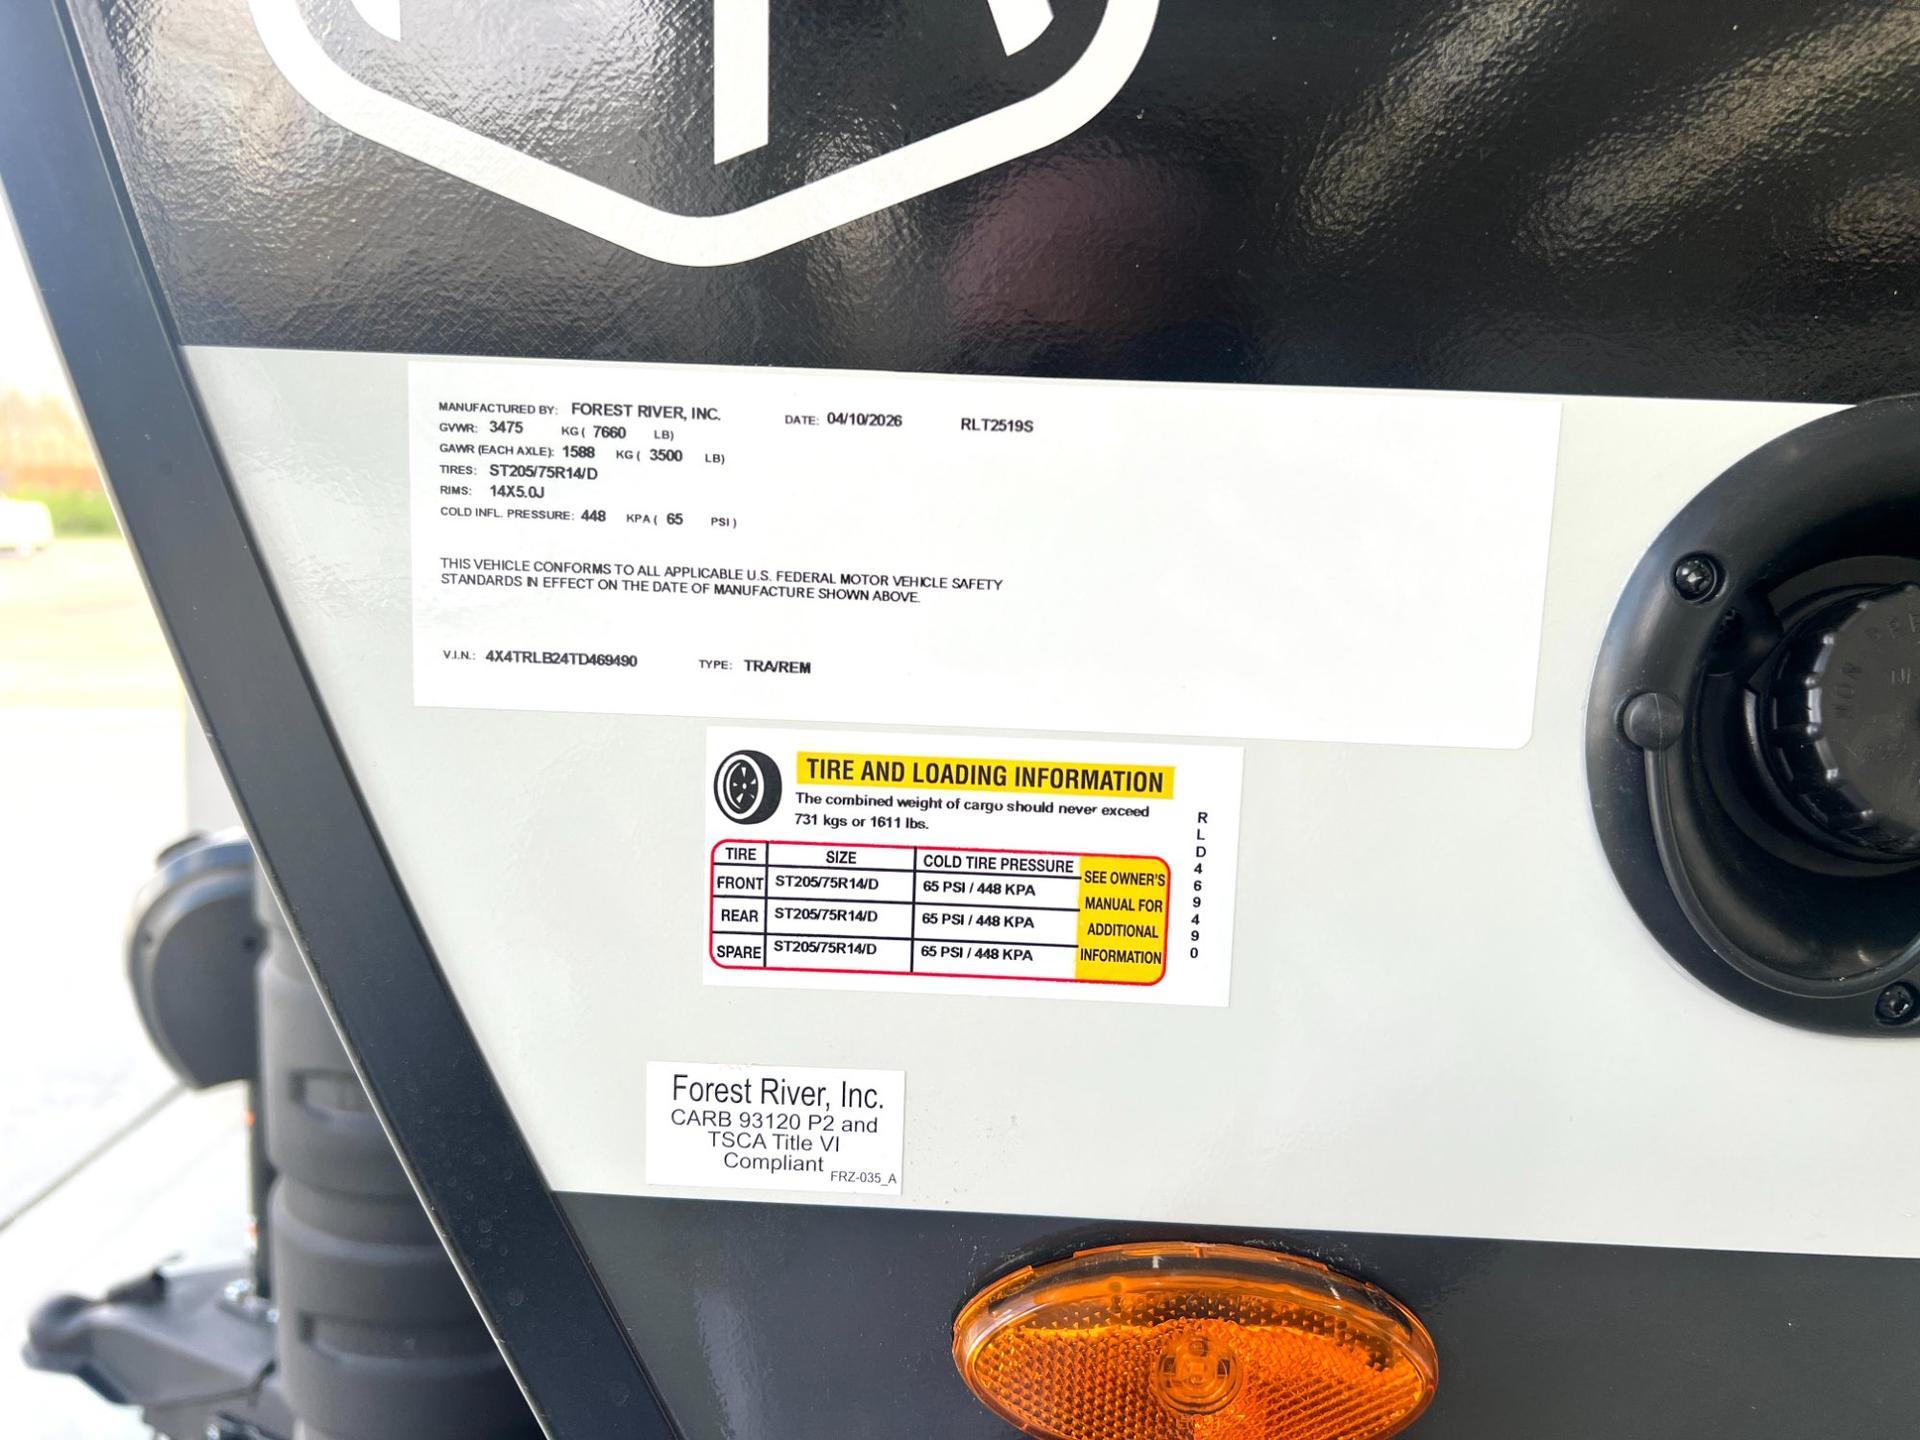 MANUFACTURED BY: FOREST RIVER, INC. DATE: 04/10/2026 RLT2519S
GVWR: 3475 KG ( 7660 LB)
GAWR (EACH AXLE): 1588 KG ( 3500 LB)
TIRES: ST205/75R14/D
RIMS: 14X5.0J
COLD INFL. PRESSURE: 448 KPA ( 65 PSI )
THIS VEHICLE CONFORMS TO ALL APPLICABLE U.S. FEDERAL MOTOR VEHICLE SAFETY
STANDARDS IN EFFECT ON THE DATE OF MANUFACTURE SHOWN ABOVE.
V.I.N.: 4X4TRLB24TD469490 TYPE: TRA/REM
TIRE AND LOADING INFORMATION
The combined weight of cargo should never exceed
731 kgs or 1611 lbs.
TIRE SIZE COLD TIRE PRESSURE
FRONT ST205/75R14/D 65 PSI / 448 KPA
REAR ST205/75R14/D 65 PSI / 448 KPA
SPARE ST205/75R14/D 65 PSI / 448 KPA
SEE OWNER'S
MANUAL FOR
ADDITIONAL
INFORMATION
RLD469490
Forest River, Inc.
CARB 93120 P2 and
TSCA Title VI
Compliant
FRZ-035_A
NON